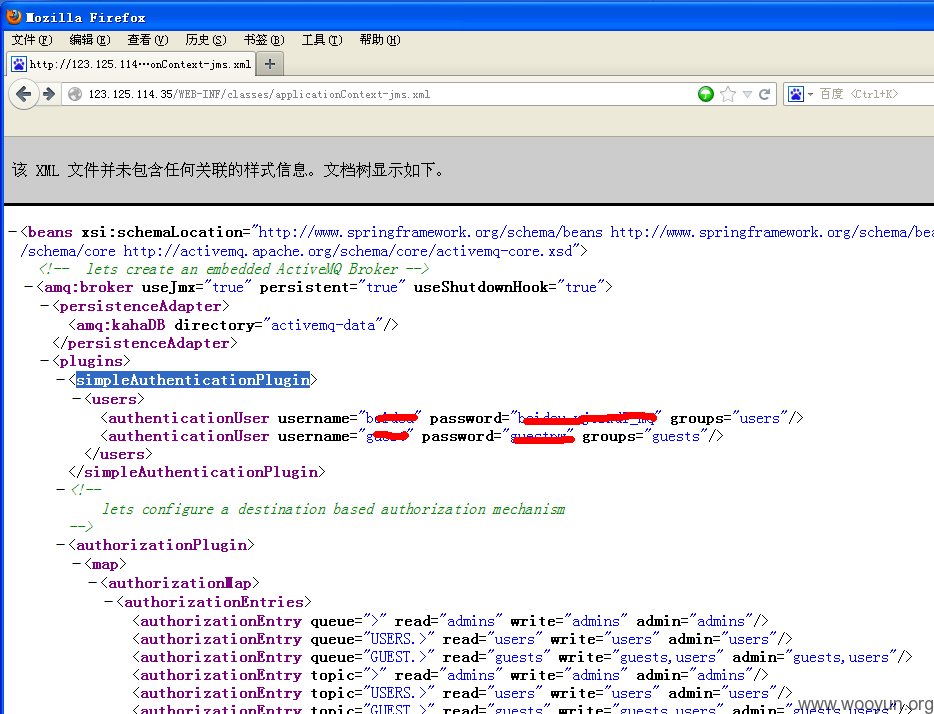 Mozilla Firefox
文件(F) 编辑(E) 查看(V) 历史(S) 书签(B) 工具(T) 帮助(H)
http://123.125.114…onContext-jms.xml +
123.125.114.35/WEB-INF/classes/applicationContext-jms.xml 百度 <Ctrl+K>
该 XML 文件并未包含任何关联的样式信息。文档树显示如下。
−<beans xsi:schemaLocation="http://www.springframework.org/schema/beans http://www.springframework.org/schema/bea
/schema/core http://activemq.apache.org/schema/core/activemq-core.xsd">
<!-- lets create an embedded ActiveMQ Broker -->
−<amq:broker useJmx="true" persistent="true" useShutdownHook="true">
−<persistenceAdapter>
<amq:kahaDB directory="activemq-data"/>
</persistenceAdapter>
−<plugins>
−<simpleAuthenticationPlugin>
−<users>
<authenticationUser username=" " password=" " groups="users"/>
<authenticationUser username=" " password=" " groups="guests"/>
</users>
</simpleAuthenticationPlugin>
−<!--
lets configure a destination based authorization mechanism
-->
−<authorizationPlugin>
−<map>
−<authorizationMap>
−<authorizationEntries>
<authorizationEntry queue=">" read="admins" write="admins" admin="admins"/>
<authorizationEntry queue="USERS.>" read="users" write="users" admin="users"/>
<authorizationEntry queue="GUEST.>" read="guests" write="guests,users" admin="guests,users"/>
<authorizationEntry topic=">" read="admins" write="admins" admin="admins"/>
<authorizationEntry topic="USERS.>" read="users" write="users" admin="users"/>
<authorizationEntry topic="GUEST.>" read="guests" write="guests,users" admin="guests,users"/>
www.wooyun.org